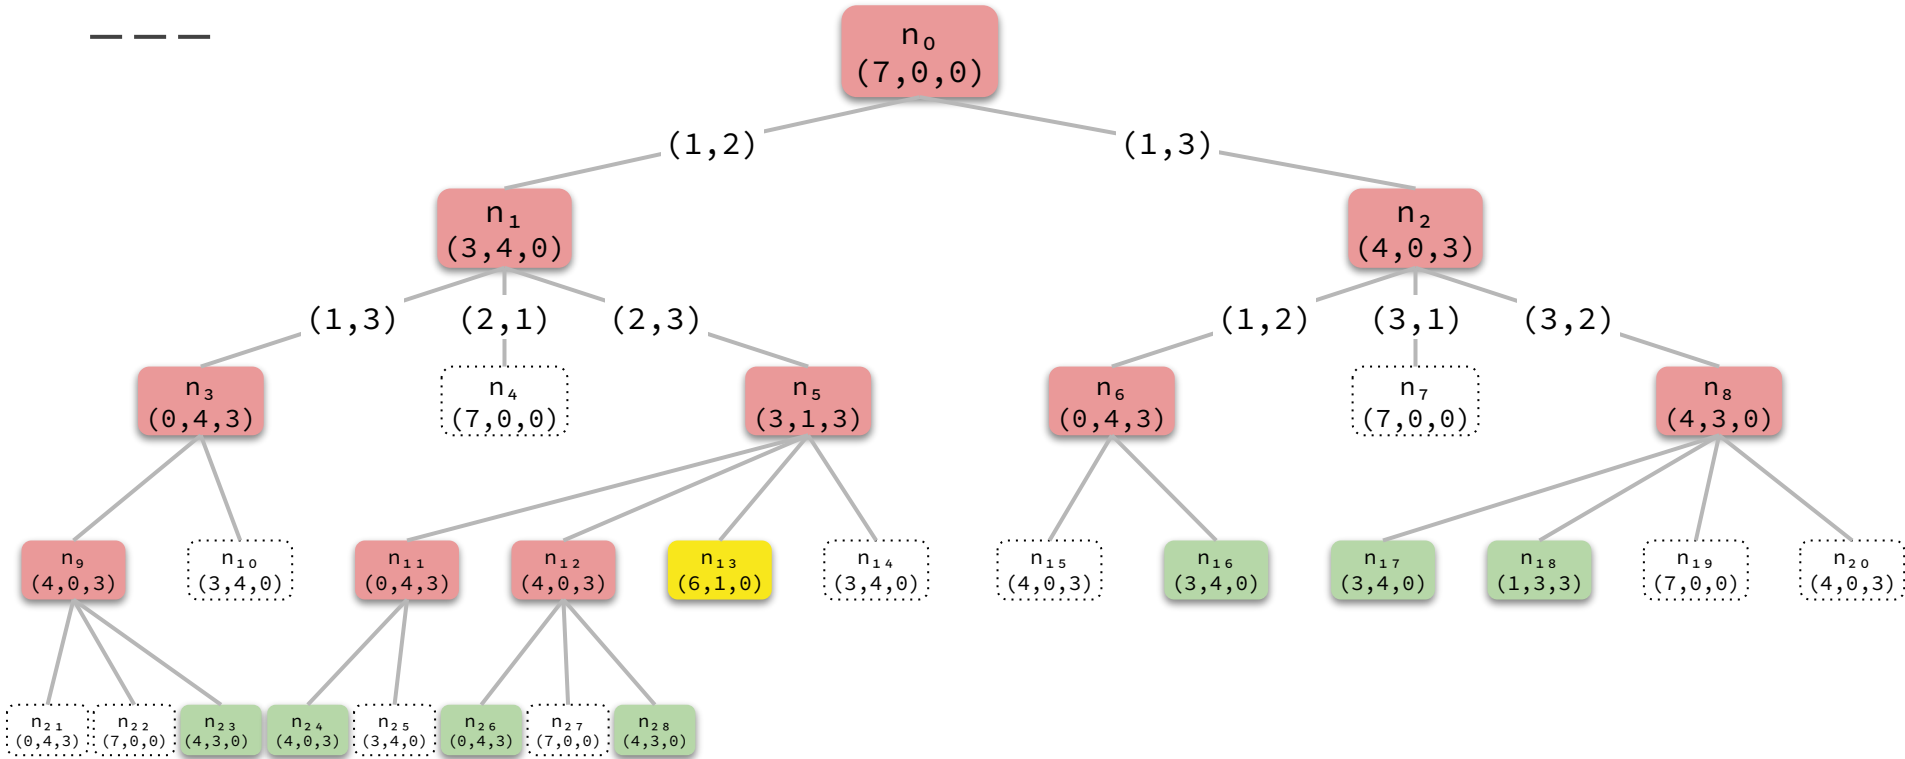 n₀
(7,0,0)
(1,2)
(1,3)
n₁
(3,4,0)
n₂
(4,0,3)
(1,3)
(2,1)
(2,3)
(1,2)
(3,1)
(3,2)
n₃
(0,4,3)
n₄
(7,0,0)
n₅
(3,1,3)
n₆
(0,4,3)
n₇
(7,0,0)
n₈
(4,3,0)
n₉
(4,0,3)
n₁₀
(3,4,0)
n₁₁
(0,4,3)
n₁₂
(4,0,3)
n₁₃
(6,1,0)
n₁₄
(3,4,0)
n₁₅
(4,0,3)
n₁₆
(3,4,0)
n₁₇
(3,4,0)
n₁₈
(1,3,3)
n₁₉
(7,0,0)
n₂₀
(4,0,3)
n₂₁
(0,4,3)
n₂₂
(7,0,0)
n₂₃
(4,3,0)
n₂₄
(4,0,3)
n₂₅
(3,4,0)
n₂₆
(0,4,3)
n₂₇
(7,0,0)
n₂₈
(4,3,0)